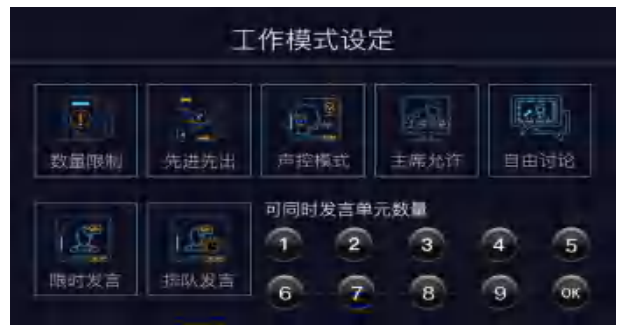 工作模式设定
数量限制 先进先出 声控模式 主席允许 自由讨论
可同时发言单元数量
1 2 3 4 5
限时发言 排队发言
6 7 8 9 OK